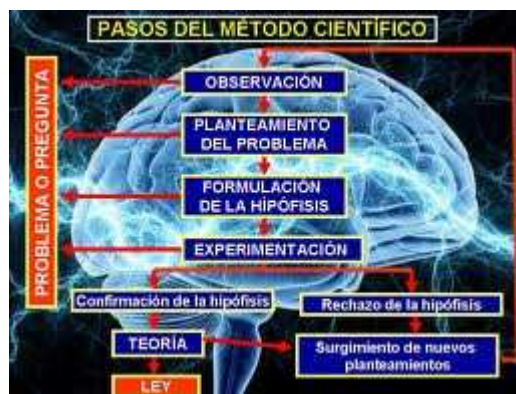 PASOS DEL MÉTODO CIENTÍFICO
PROBLEMA O PREGUNTA
OBSERVACIÓN
PLANTEAMIENTO
DEL PROBLEMA
FORMULACIÓN
DE LA HIPÓFISIS
EXPERIMENTACIÓN
Confirmación de la hipófisis
Rechazo de la hipófisis
TEORÍA
Surgimiento de nuevos
planteamientos
LEY